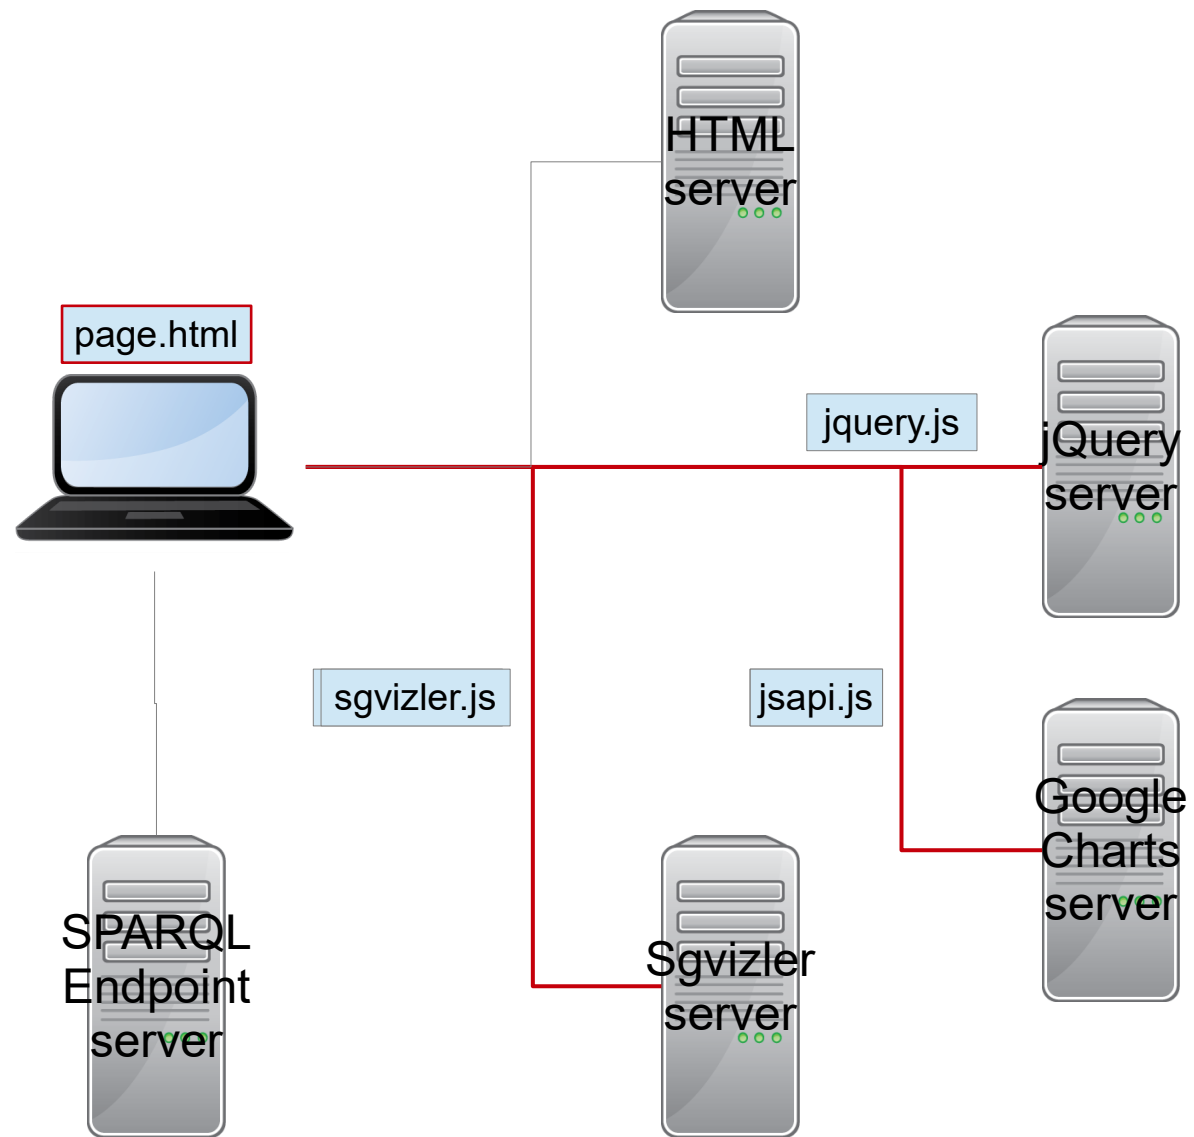 HTML
server
page.html
jquery.js
jQuery
server
sgvizler.js
jsapi.js
Google
Charts
server
SPARQL
Endpoint
server
Sgvizler
server